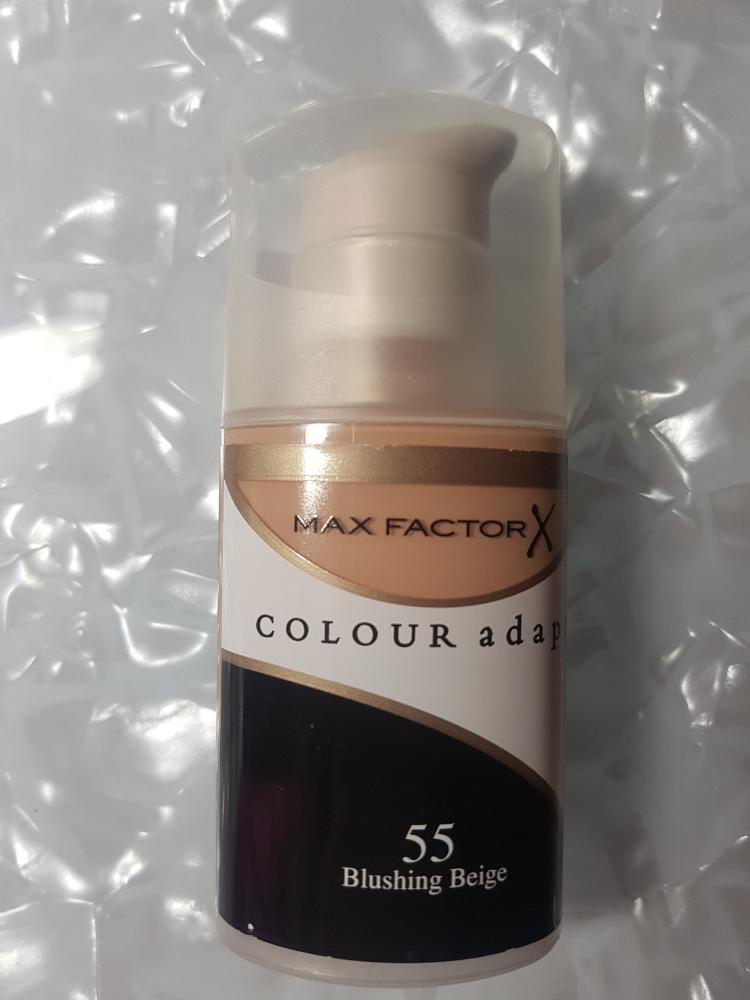 MAX FACTOR X
COLOUR adap
55
Blushing Beige